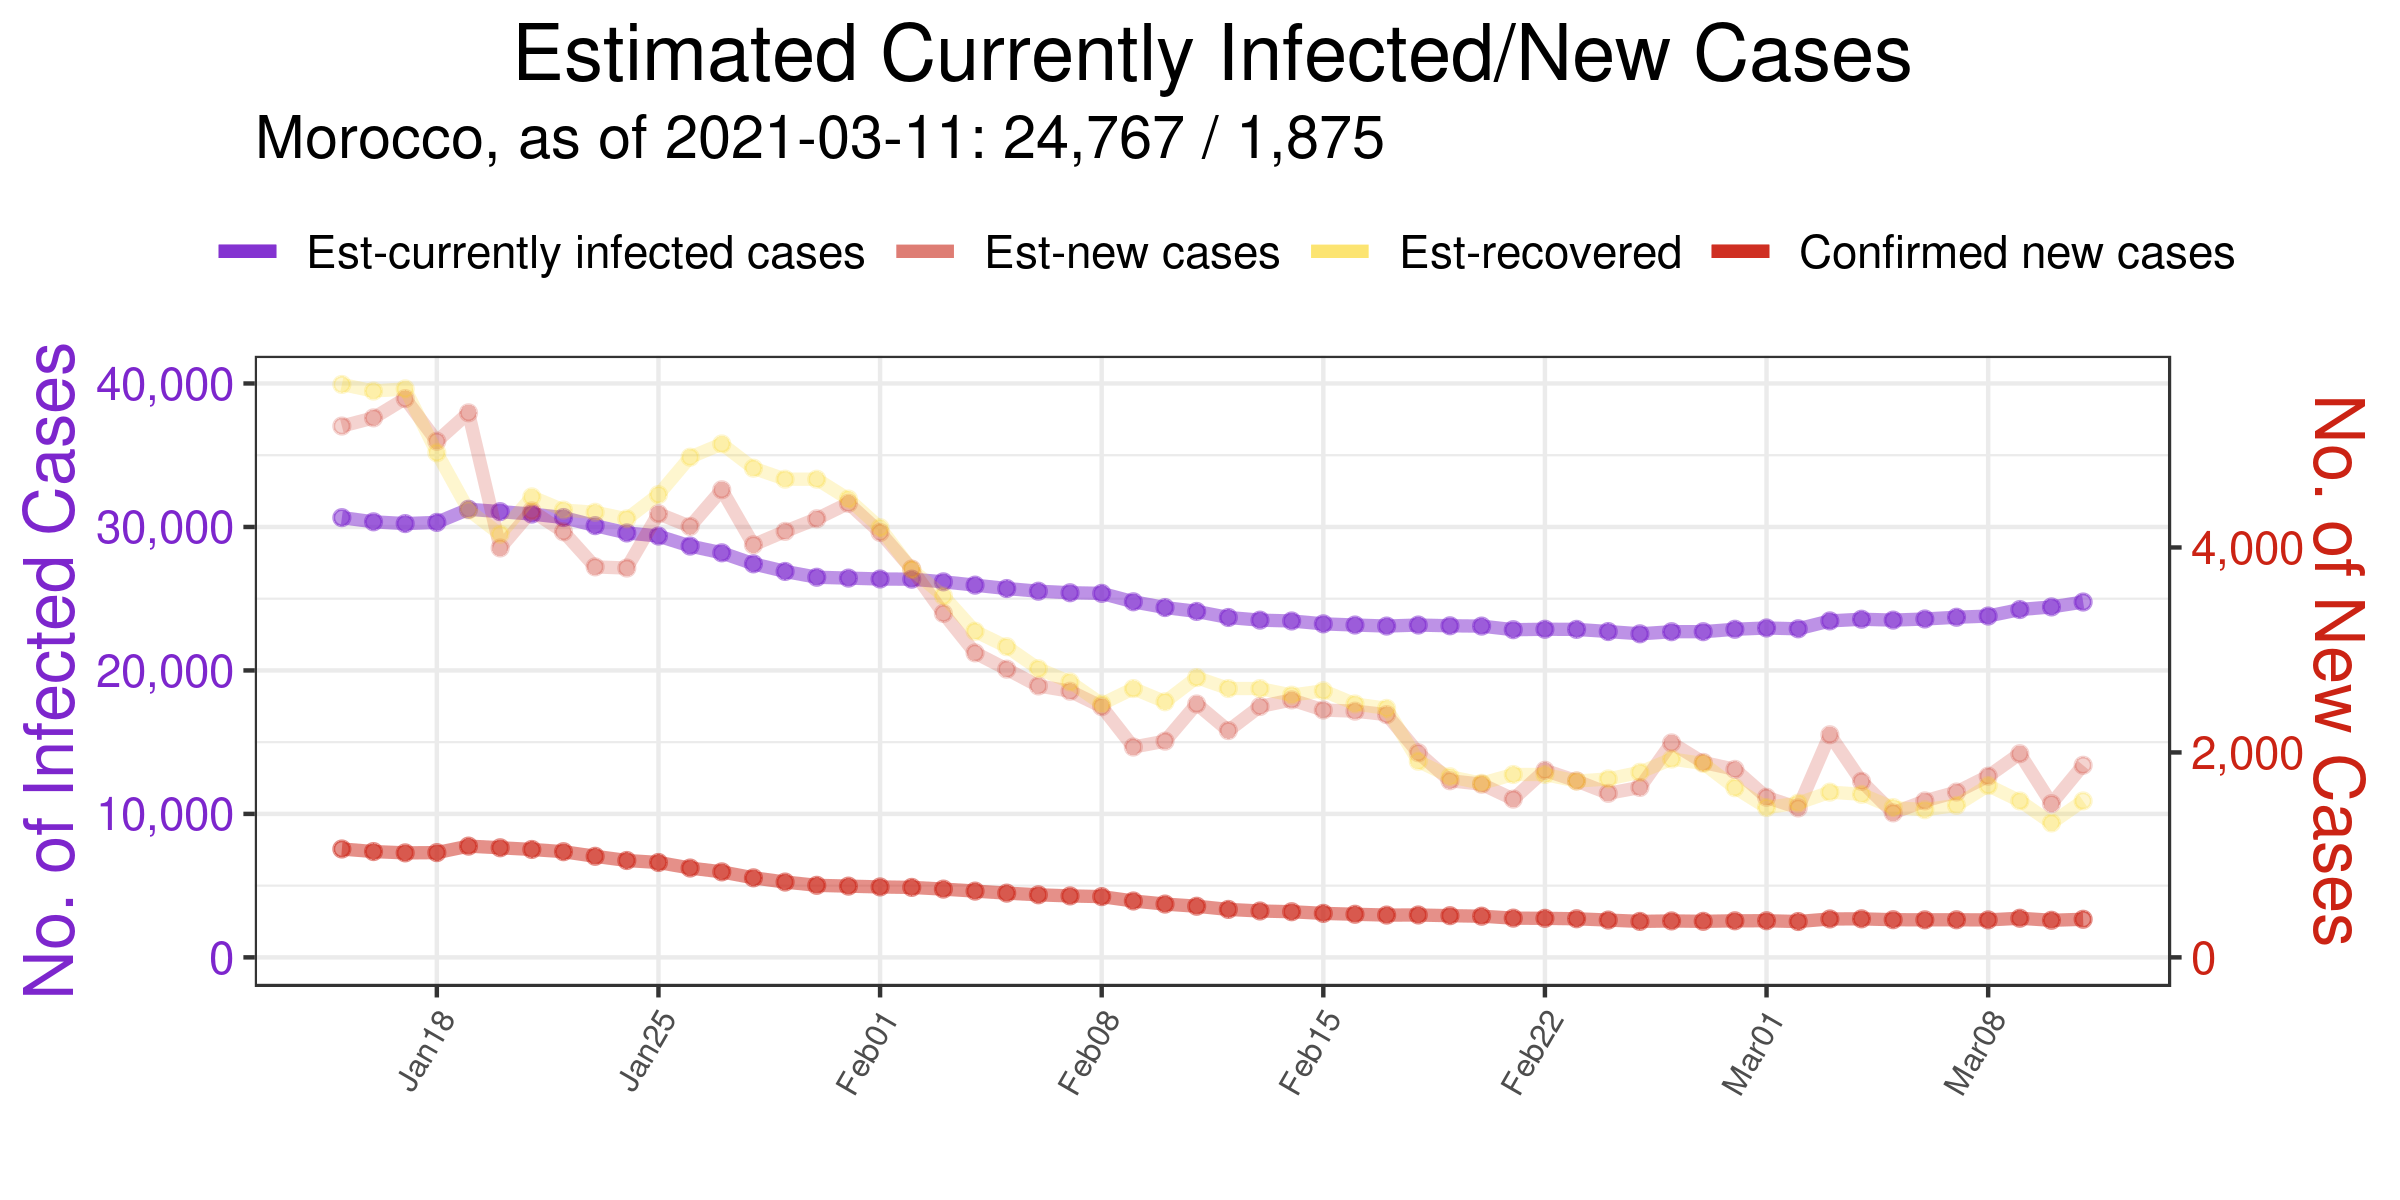 Estimated Currently Infected/New Cases
Morocco, as of 2021-03-11: 24,767 / 1,875
Est-currently infected cases Est-new cases Est-recovered Confirmed new cases
No. of Infected Cases
40,000
30,000
20,000
10,000
0
4,000
2,000
0
No. of New Cases
Jan18 Jan25 Feb01 Feb08 Feb15 Feb22 Mar01 Mar08